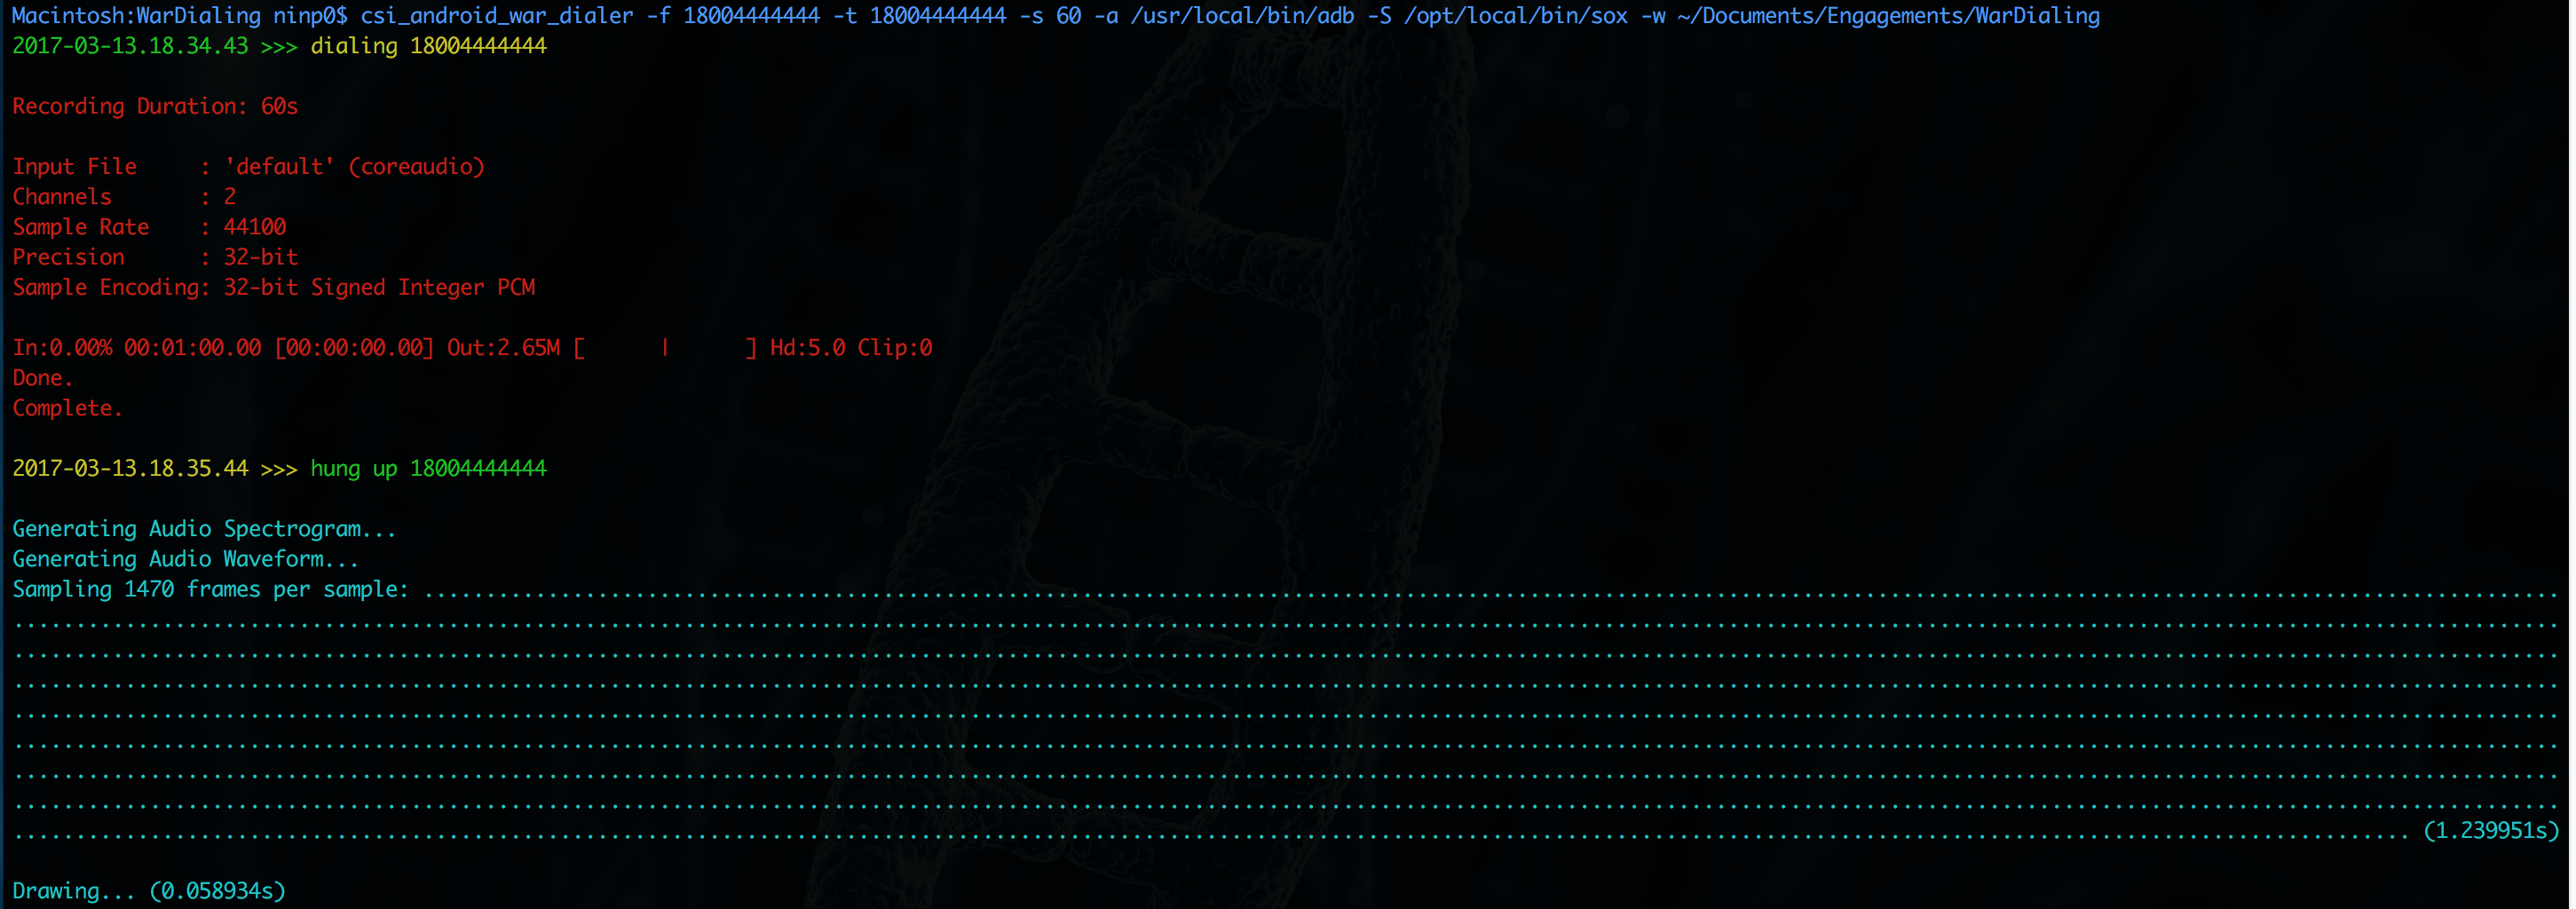 Macintosh:WarDialing ninp0$ csi_android_war_dialer -f 18004444444 -t 18004444444 -s 60 -a /usr/local/bin/adb -S /opt/local/bin/sox -w ~/Documents/Engagements/WarDialing
2017-03-13.18.34.43 >>> dialing 18004444444
Recording Duration: 60s
Input File     : 'default' (coreaudio)
Channels       : 2
Sample Rate    : 44100
Precision      : 32-bit
Sample Encoding: 32-bit Signed Integer PCM
In:0.00% 00:01:00.00 [00:00:00.00] Out:2.65M [      |      ] Hd:5.0 Clip:0
Done.
Complete.
2017-03-13.18.35.44 >>> hung up 18004444444
Generating Audio Spectrogram...
Generating Audio Waveform...
Sampling 1470 frames per sample: ............................................................
(1.239951s)
Drawing... (0.058934s)